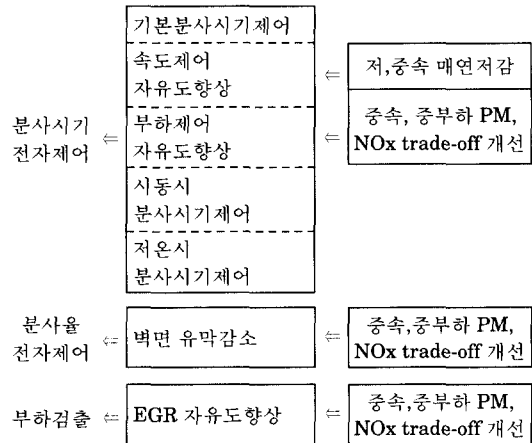 기본분사시기제어
속도제어
자유도향상
⇐
저,중속 매연저감
분사시기
전자제어
⇐
부하제어
자유도향상
⇐
중속, 중부하 PM,
NOx trade-off 개선
시동시
분사시기제어
저온시
분사시기제어
분사율
전자제어
⇐
벽면 유막감소
⇐
중속,중부하 PM,
NOx trade-off 개선
부하검출
⇐
EGR 자유도향상
⇐
중속,중부하 PM,
NOx trade-off 개선